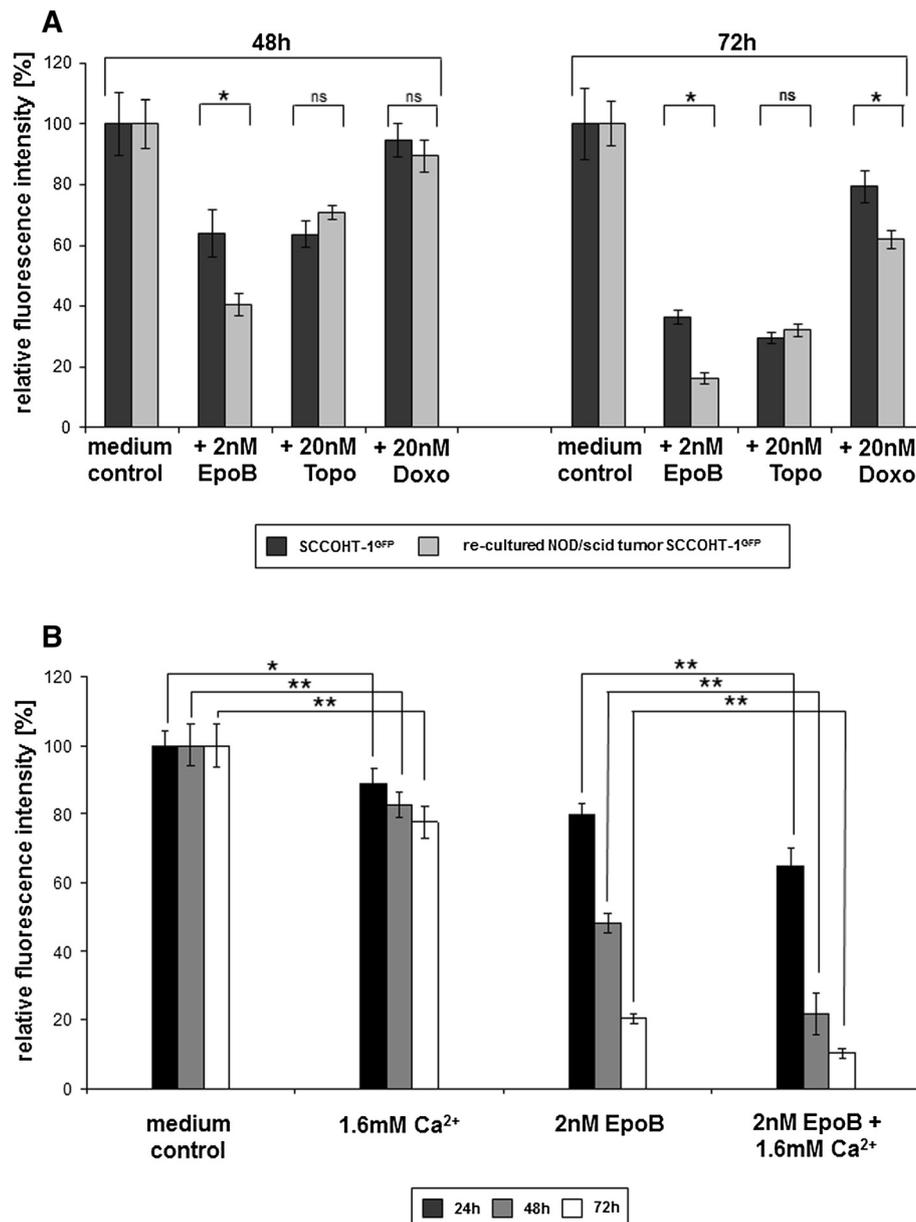 A
48h
72h
relative fluorescence intensity [%]
120
100
80
60
40
20
0
*
ns
ns
*
ns
*
medium control
+ 2nM EpoB
+ 20nM Topo
+ 20nM Doxo
medium control
+ 2nM EpoB
+ 20nM Topo
+ 20nM Doxo
SCCOHT-1ᴳᶠᴾ
re-cultured NOD/scid tumor SCCOHT-1ᴳᶠᴾ
B
relative fluorescence intensity [%]
120
100
80
60
40
20
0
*
**
**
**
**
**
medium control
1.6mM Ca²⁺
2nM EpoB
2nM EpoB + 1.6mM Ca²⁺
24h
48h
72h